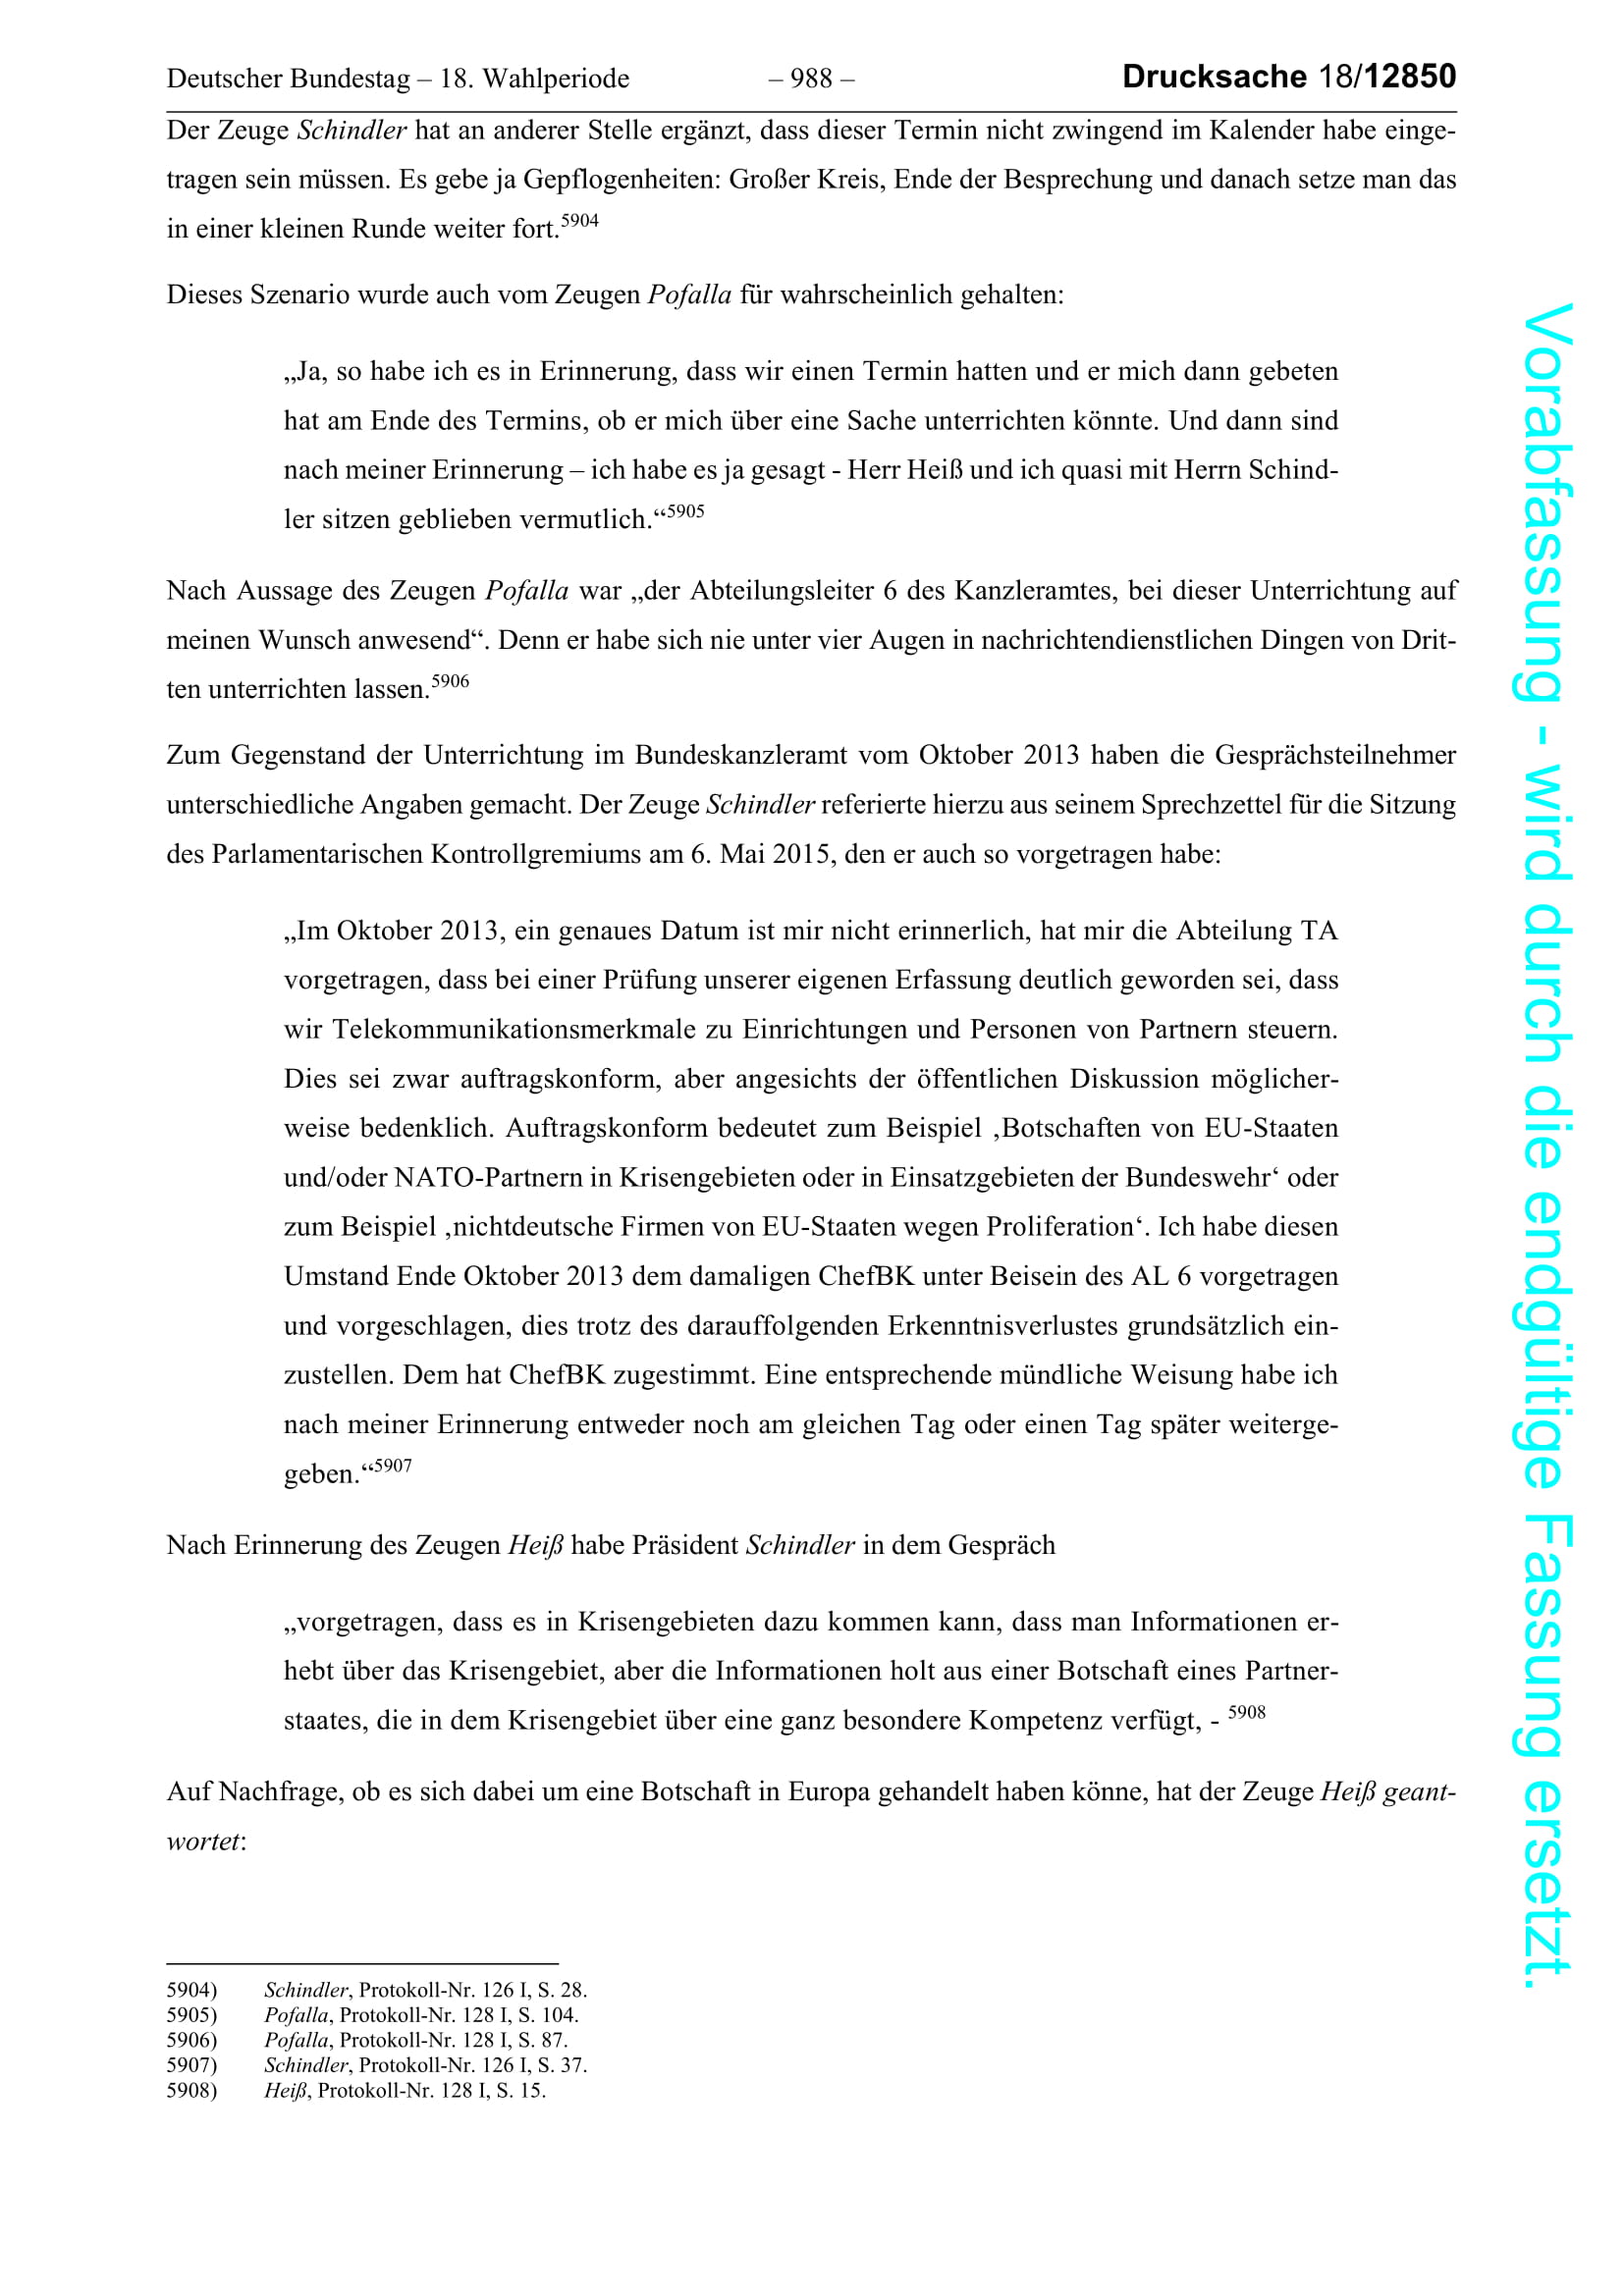 Deutscher Bundestag – 18. Wahlperiode – 988 – Drucksache 18/12850
Der Zeuge Schindler hat an anderer Stelle ergänzt, dass dieser Termin nicht zwingend im Kalender habe einge-
tragen sein müssen. Es gebe ja Gepflogenheiten: Großer Kreis, Ende der Besprechung und danach setze man das
in einer kleinen Runde weiter fort.5904
Dieses Szenario wurde auch vom Zeugen Pofalla für wahrscheinlich gehalten:
„Ja, so habe ich es in Erinnerung, dass wir einen Termin hatten und er mich dann gebeten
hat am Ende des Termins, ob er mich über eine Sache unterrichten könnte. Und dann sind
nach meiner Erinnerung – ich habe es ja gesagt - Herr Heiß und ich quasi mit Herrn Schind-
ler sitzen geblieben vermutlich.“5905
Nach Aussage des Zeugen Pofalla war „der Abteilungsleiter 6 des Kanzleramtes, bei dieser Unterrichtung auf
meinen Wunsch anwesend“. Denn er habe sich nie unter vier Augen in nachrichtendienstlichen Dingen von Drit-
ten unterrichten lassen.5906
Zum Gegenstand der Unterrichtung im Bundeskanzleramt vom Oktober 2013 haben die Gesprächsteilnehmer
unterschiedliche Angaben gemacht. Der Zeuge Schindler referierte hierzu aus seinem Sprechzettel für die Sitzung
des Parlamentarischen Kontrollgremiums am 6. Mai 2015, den er auch so vorgetragen habe:
„Im Oktober 2013, ein genaues Datum ist mir nicht erinnerlich, hat mir die Abteilung TA
vorgetragen, dass bei einer Prüfung unserer eigenen Erfassung deutlich geworden sei, dass
wir Telekommunikationsmerkmale zu Einrichtungen und Personen von Partnern steuern.
Dies sei zwar auftragskonform, aber angesichts der öffentlichen Diskussion möglicher-
weise bedenklich. Auftragskonform bedeutet zum Beispiel ‚Botschaften von EU-Staaten
und/oder NATO-Partnern in Krisengebieten oder in Einsatzgebieten der Bundeswehr‘ oder
zum Beispiel ‚nichtdeutsche Firmen von EU-Staaten wegen Proliferation‘. Ich habe diesen
Umstand Ende Oktober 2013 dem damaligen ChefBK unter Beisein des AL 6 vorgetragen
und vorgeschlagen, dies trotz des darauffolgenden Erkenntnisverlustes grundsätzlich ein-
zustellen. Dem hat ChefBK zugestimmt. Eine entsprechende mündliche Weisung habe ich
nach meiner Erinnerung entweder noch am gleichen Tag oder einen Tag später weiterge-
geben.“5907
Nach Erinnerung des Zeugen Heiß habe Präsident Schindler in dem Gespräch
„vorgetragen, dass es in Krisengebieten dazu kommen kann, dass man Informationen er-
hebt über das Krisengebiet, aber die Informationen holt aus einer Botschaft eines Partner-
staates, die in dem Krisengebiet über eine ganz besondere Kompetenz verfügt, - 5908
Auf Nachfrage, ob es sich dabei um eine Botschaft in Europa gehandelt haben könne, hat der Zeuge Heiß geant-
wortet:
5904) Schindler, Protokoll-Nr. 126 I, S. 28.
5905) Pofalla, Protokoll-Nr. 128 I, S. 104.
5906) Pofalla, Protokoll-Nr. 128 I, S. 87.
5907) Schindler, Protokoll-Nr. 126 I, S. 37.
5908) Heiß, Protokoll-Nr. 128 I, S. 15.
Vorabfassung - wird durch die endgültige Fassung ersetzt.